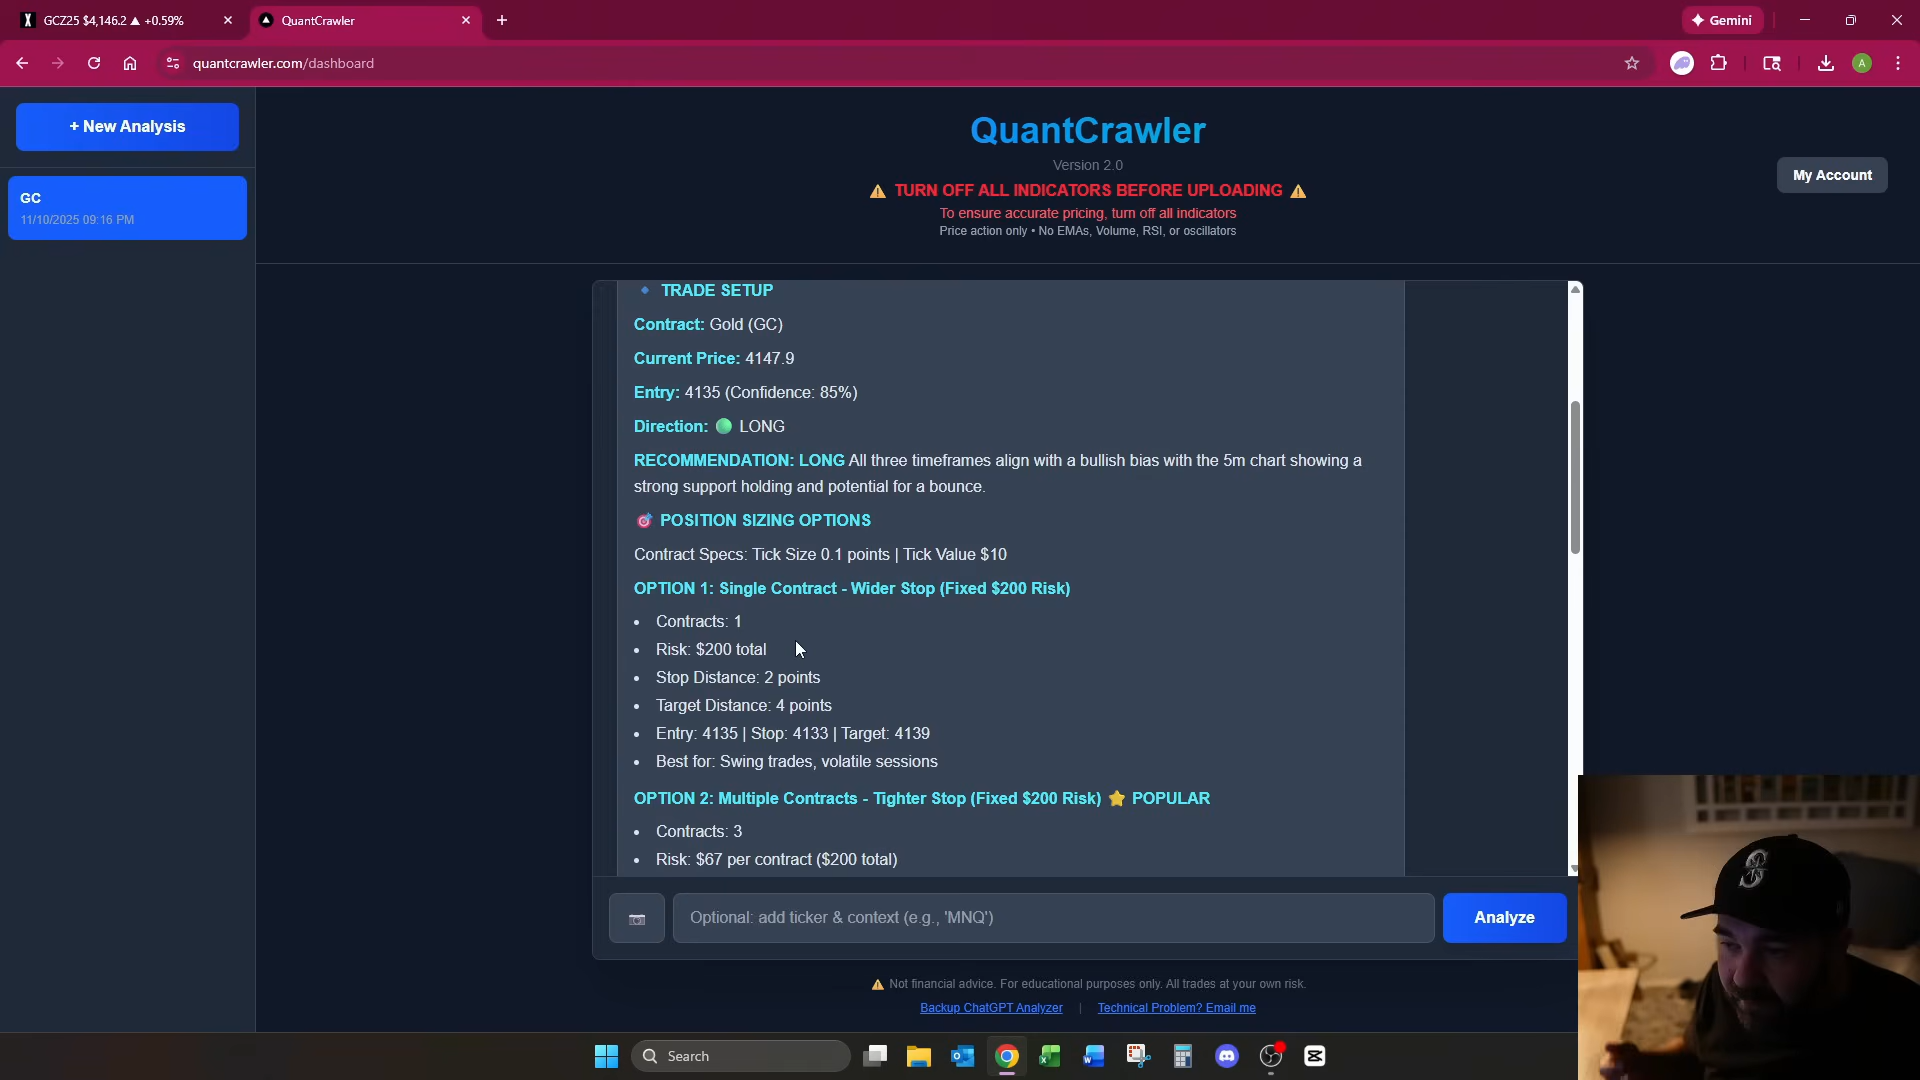 GCZ25 $4,146.2 ▲ +0.59%
QuantCrawler
Gemini
quantcrawler.com/dashboard
A
+ New Analysis
GC
11/10/2025 09:16 PM
QuantCrawler
Version 2.0
⚠ TURN OFF ALL INDICATORS BEFORE UPLOADING ⚠
To ensure accurate pricing, turn off all indicators
Price action only • No EMAs, Volume, RSI, or oscillators
My Account
🔹 TRADE SETUP
Contract: Gold (GC)
Current Price: 4147.9
Entry: 4135 (Confidence: 85%)
Direction: 🟢 LONG
RECOMMENDATION: LONG All three timeframes align with a bullish bias with the 5m chart showing a
strong support holding and potential for a bounce.
🎯 POSITION SIZING OPTIONS
Contract Specs: Tick Size 0.1 points | Tick Value $10
OPTION 1: Single Contract - Wider Stop (Fixed $200 Risk)
• Contracts: 1
• Risk: $200 total
• Stop Distance: 2 points
• Target Distance: 4 points
• Entry: 4135 | Stop: 4133 | Target: 4139
• Best for: Swing trades, volatile sessions
OPTION 2: Multiple Contracts - Tighter Stop (Fixed $200 Risk) ⭐ POPULAR
• Contracts: 3
• Risk: $67 per contract ($200 total)
Optional: add ticker & context (e.g., 'MNQ')
Analyze
⚠ Not financial advice. For educational purposes only. All trades at your own risk.
Backup ChatGPT Analyzer | Technical Problem? Email me
Search